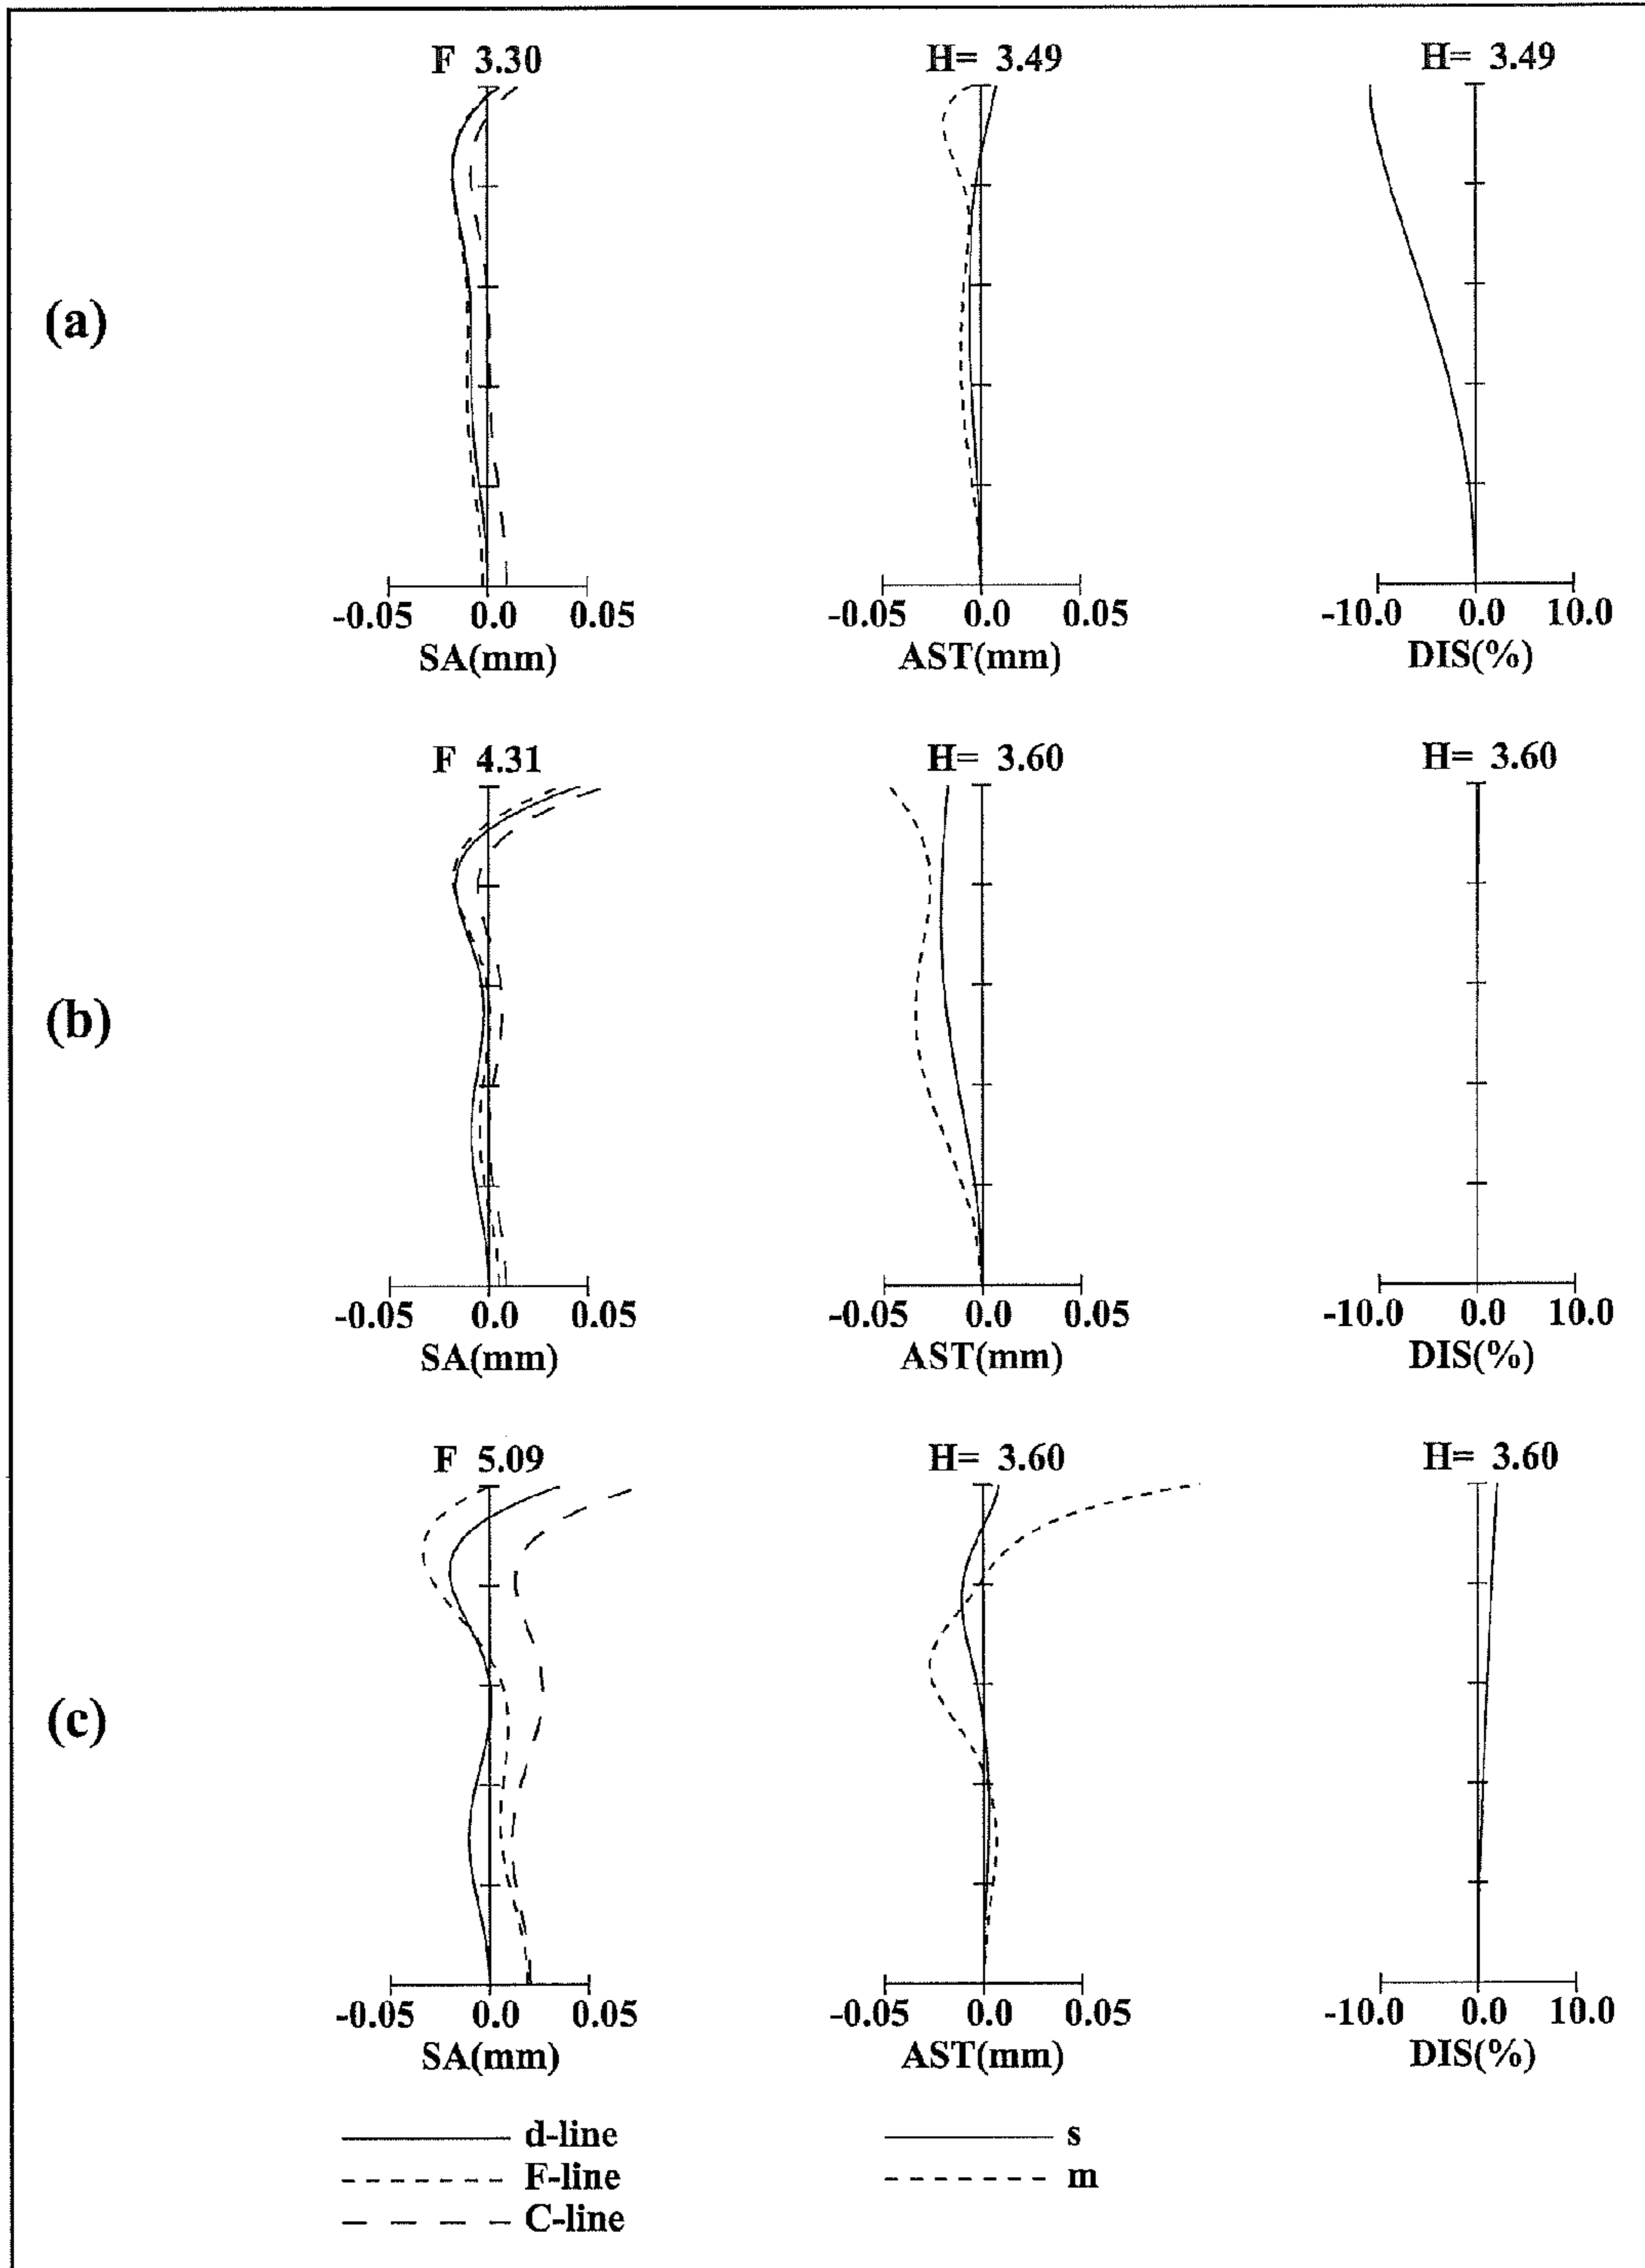 F 3.30 H= 3.49 H= 3.49
(a)
-0.05 0.0 0.05 -0.05 0.0 0.05 -10.0 0.0 10.0
SA(mm) AST(mm) DIS(%)
F 4.31 H= 3.60 H= 3.60
(b)
-0.05 0.0 0.05 -0.05 0.0 0.05 -10.0 0.0 10.0
SA(mm) AST(mm) DIS(%)
F 5.09 H= 3.60 H= 3.60
(c)
-0.05 0.0 0.05 -0.05 0.0 0.05 -10.0 0.0 10.0
SA(mm) AST(mm) DIS(%)
d-line s
F-line m
C-line